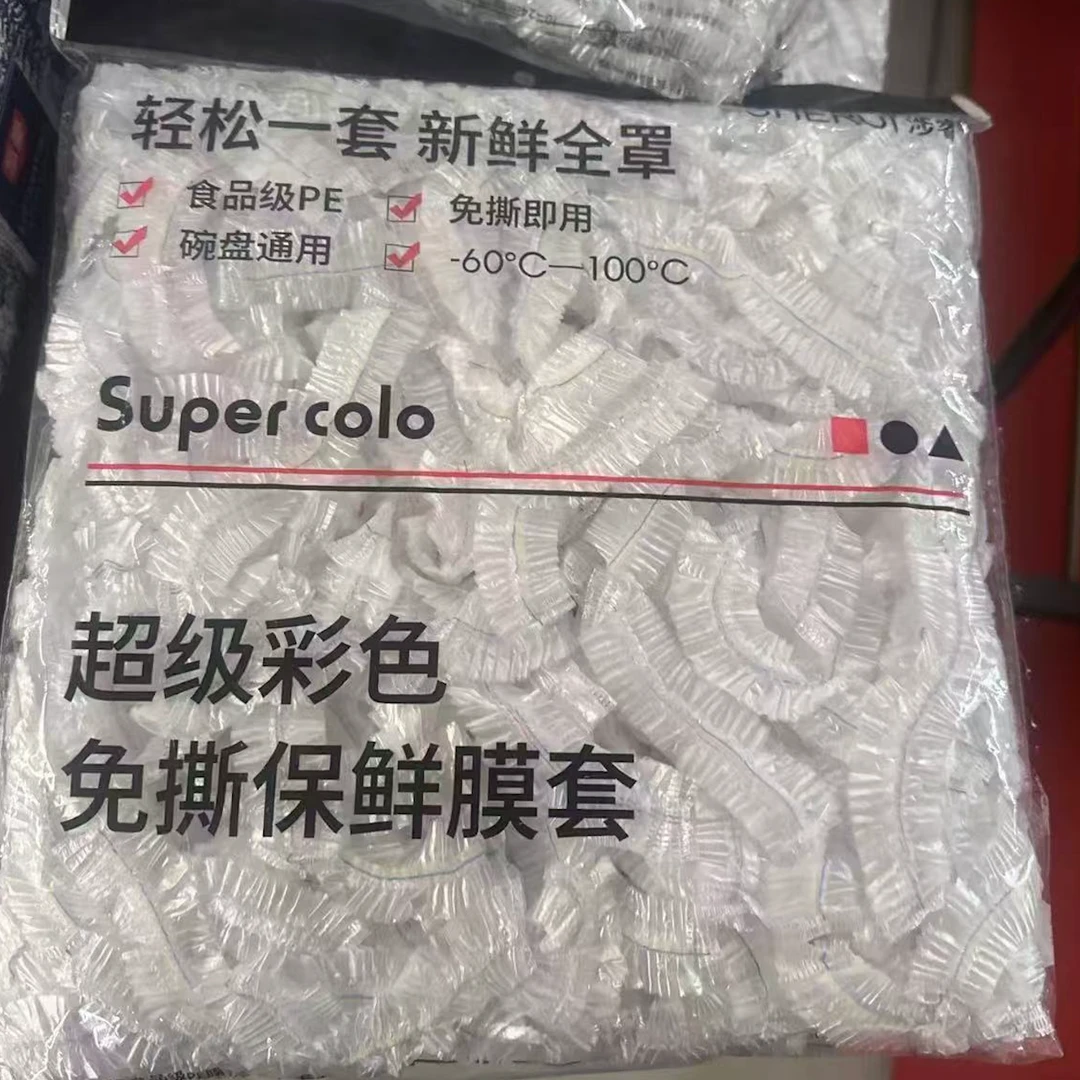 轻松一套 新鲜全罩
食品级PE
免撕即用
碗盘通用
-60°C—100°C
Super colo
超级彩色
免撕保鲜膜套